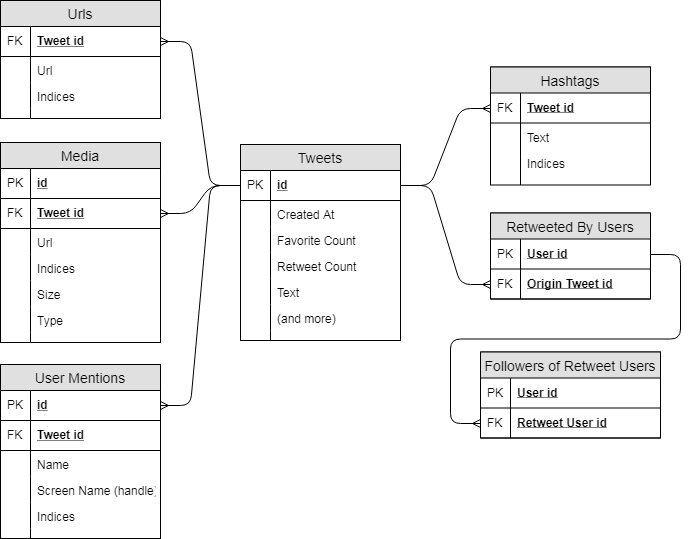 Urls
FK Tweet id
Url
Indices
Media
PK id
FK Tweet id
Url
Indices
Size
Type
User Mentions
PK id
FK Tweet id
Name
Screen Name (handle)
Indices
Tweets
PK id
Created At
Favorite Count
Retweet Count
Text
(and more)
Hashtags
FK Tweet id
Text
Indices
Retweeted By Users
PK User id
FK Origin Tweet id
Followers of Retweet Users
PK User id
FK Retweet User id